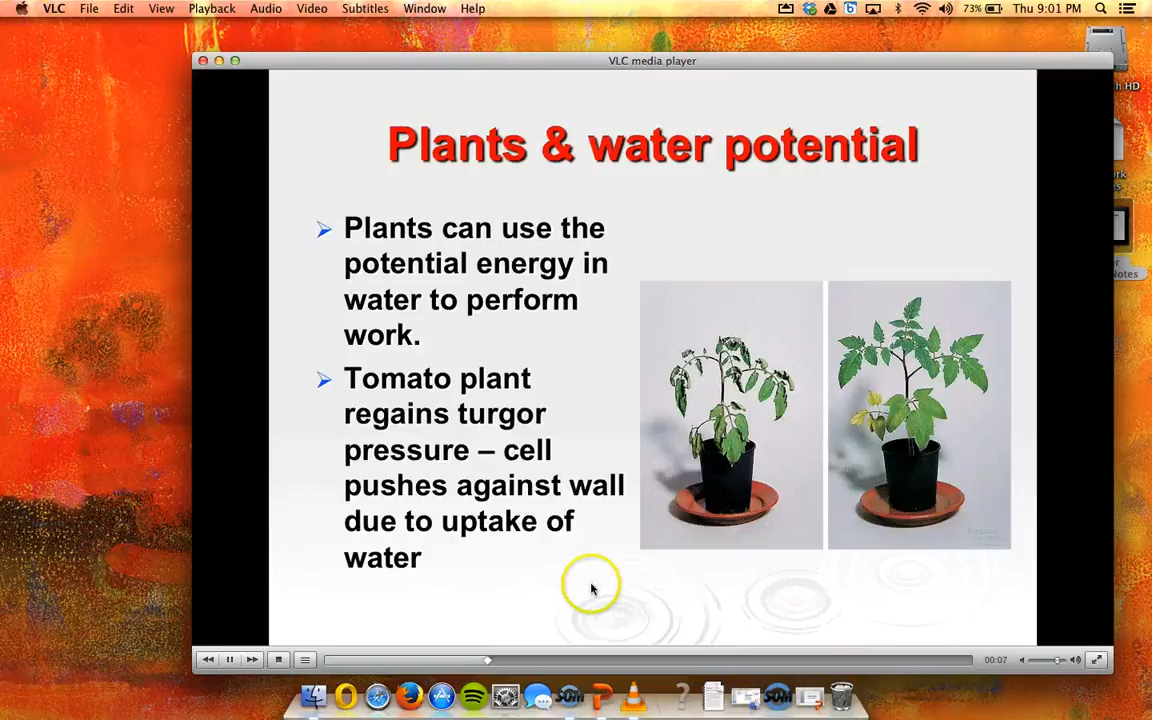 VLC File Edit View Playback Audio Video Subtitles Window Help 73% Thu 9:01 PM
VLC media player
HD
Plants & water potential
Plants can use the
potential energy in
water to perform
work.
Tomato plant
regains turgor
pressure – cell
pushes against wall
due to uptake of
water
Notes
00:07